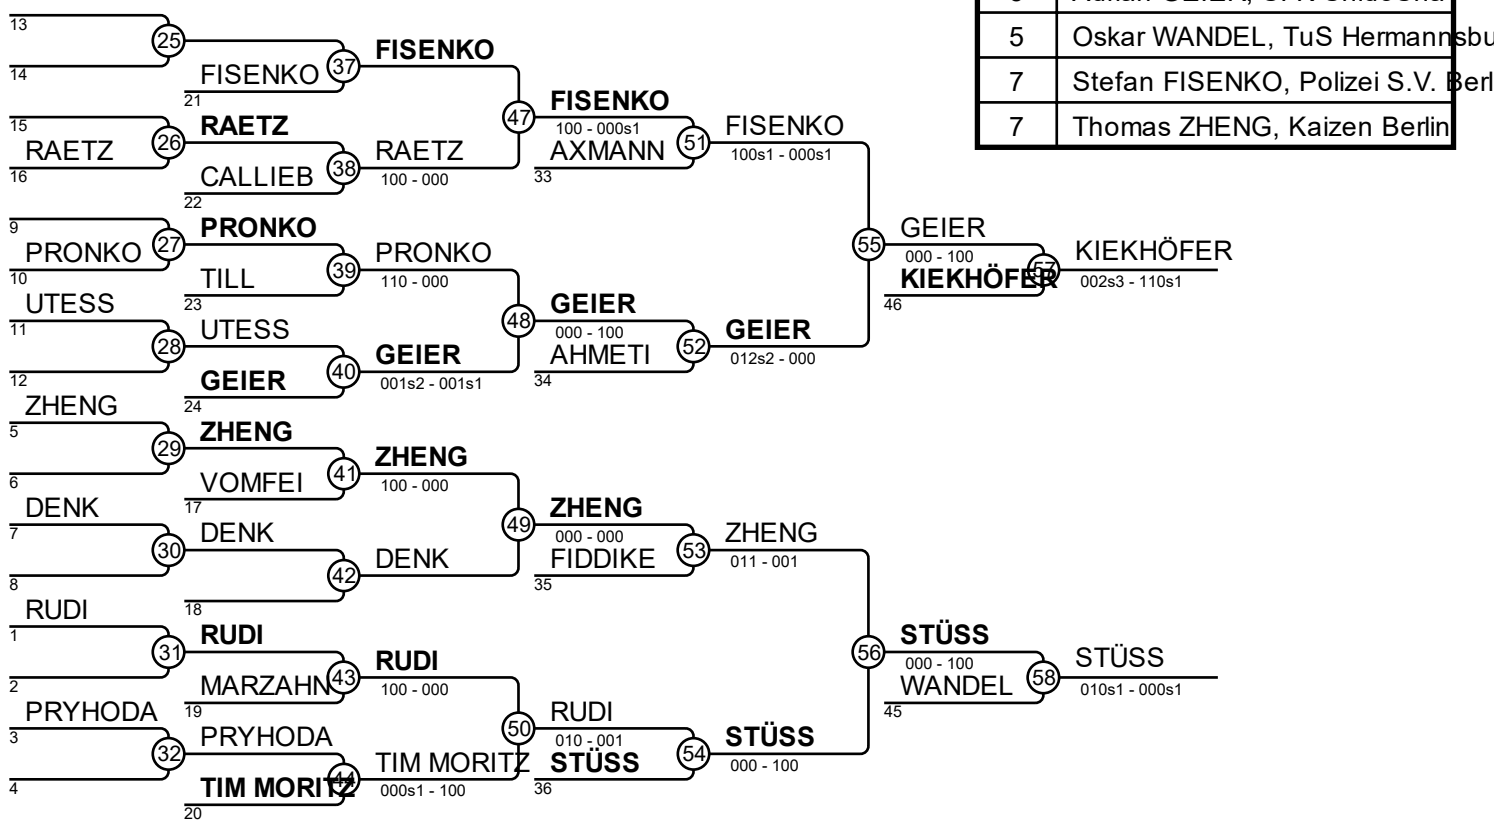 GEIER,
5 Oskar WANDEL, TuS Hermannsbu
7 Stefan FISENKO, Polizei S.V. Berl
7 Thomas ZHENG, Kaizen Berlin
13
25
14
FISENKO
21
37
FISENKO
15
RAETZ
16
26
RAETZ
CALLIEB
22
38
RAETZ
100 - 000
47
FISENKO
100 - 000s1
AXMANN
33
51
FISENKO
100s1 - 000s1
9
PRONKO
10
27
PRONKO
TILL
23
39
PRONKO
110 - 000
UTESS
11
12
28
UTESS
GEIER
24
40
GEIER
001s2 - 001s1
48
GEIER
000 - 100
AHMETI
34
52
GEIER
012s2 - 000
55
GEIER
000 - 100
KIEKHÖFER
46
57
KIEKHÖFER
002s3 - 110s1
ZHENG
5
6
29
ZHENG
VOMFEI
17
41
ZHENG
100 - 000
DENK
7
8
30
DENK
18
42
DENK
49
ZHENG
000 - 000
FIDDIKE
35
53
ZHENG
011 - 001
RUDI
1
2
31
RUDI
MARZAHN
19
43
RUDI
100 - 000
PRYHODA
3
4
32
PRYHODA
TIM MORITZ
20
44
TIM MORITZ
000s1 - 100
50
RUDI
010 - 001
STÜSS
36
54
STÜSS
000 - 100
56
STÜSS
000 - 100
WANDEL
45
58
STÜSS
010s1 - 000s1